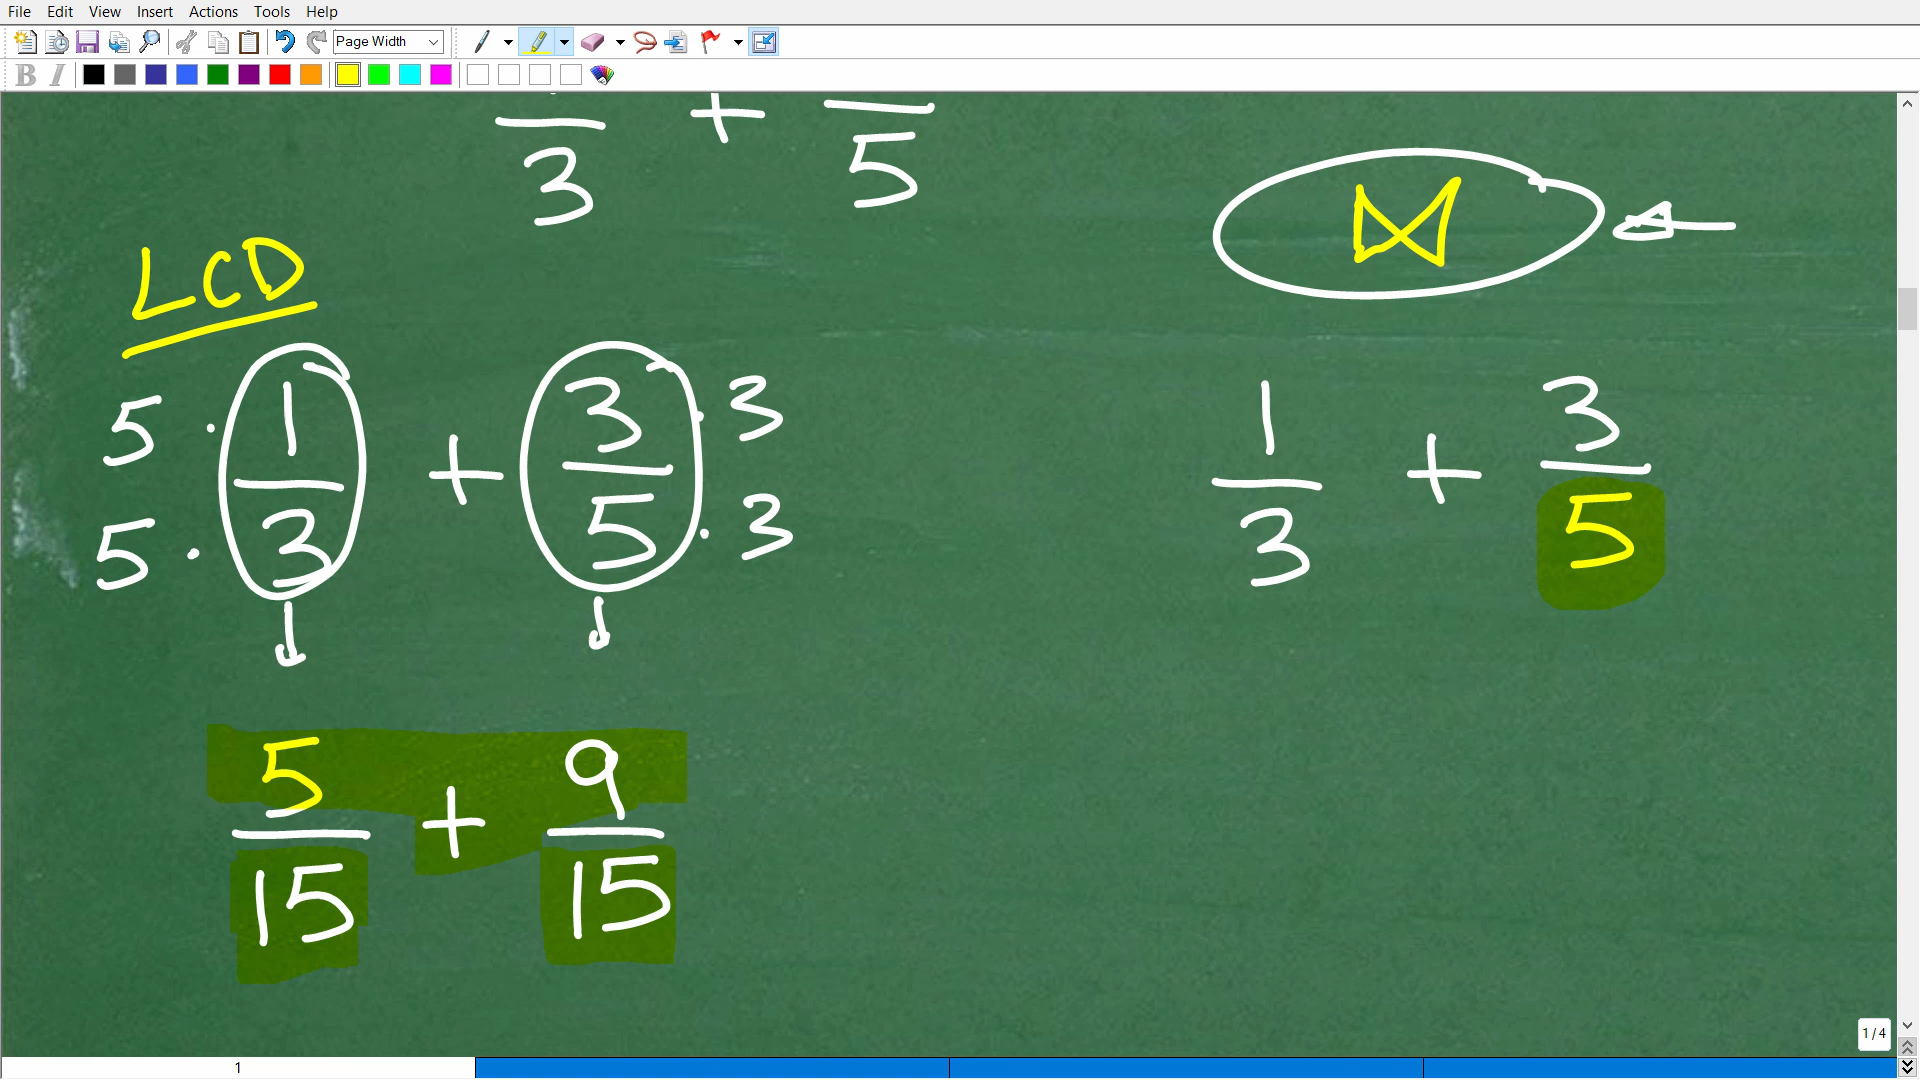 File Edit View Insert Actions Tools Help
Page Width
B I
3 + 5
LCD
5 · 1/3 + 3/5 · 3
5 · 3
1/3 + 3/5
5/15 + 9/15
1 / 4
1